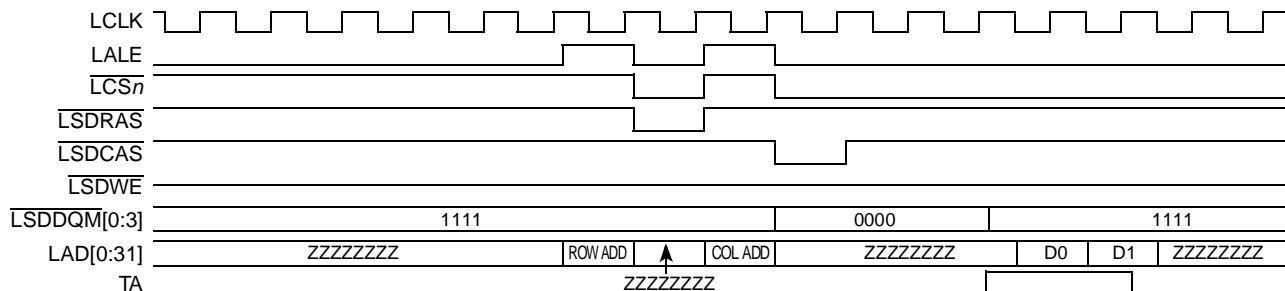 LCLK
LALE
LCSn
LSDRAS
LSDCAS
LSDWE
LSDDQM[0:3] 1111 0000 1111
LAD[0:31] ZZZZZZZZ ROW ADD COL ADD ZZZZZZZZ D0 D1 ZZZZZZZZ
ZZZZZZZZ
TA